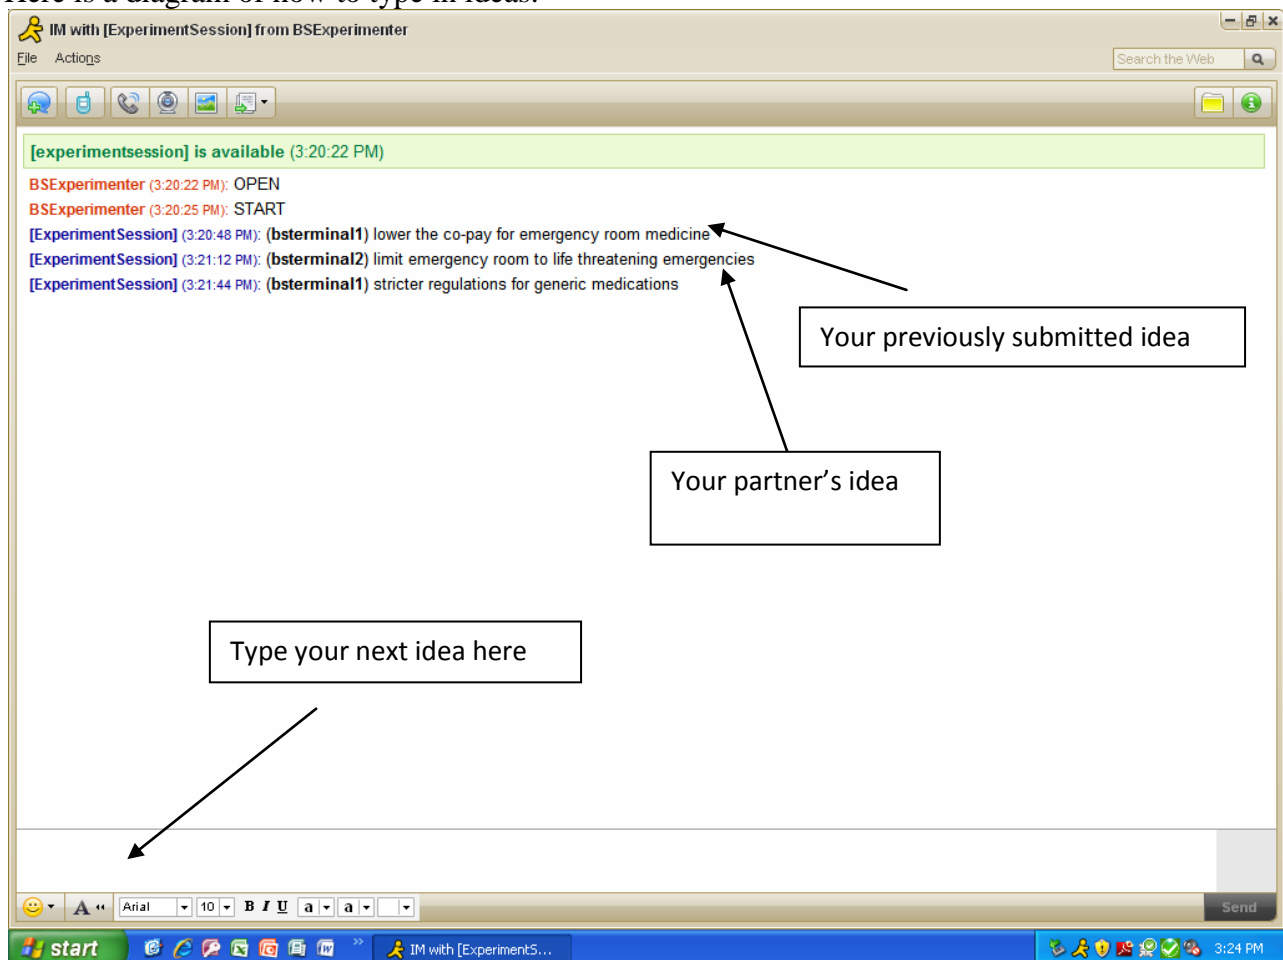 Here is a diagram of how to type in ideas.
IM with [ExperimentSession] from BSExperimenter
File Actions
Search the Web
[experimentsession] is available (3:20:22 PM)
BSExperimenter (3:20:22 PM): OPEN
BSExperimenter (3:20:25 PM): START
[ExperimentSession] (3:20:48 PM): (bsterminal1) lower the co-pay for emergency room medicine
[ExperimentSession] (3:21:12 PM): (bsterminal2) limit emergency room to life threatening emergencies
[ExperimentSession] (3:21:44 PM): (bsterminal1) stricter regulations for generic medications
Your previously submitted idea
Your partner’s idea
Type your next idea here
A “ Arial 10 B I U a a
Send
start
IM with [ExperimentS...
3:24 PM